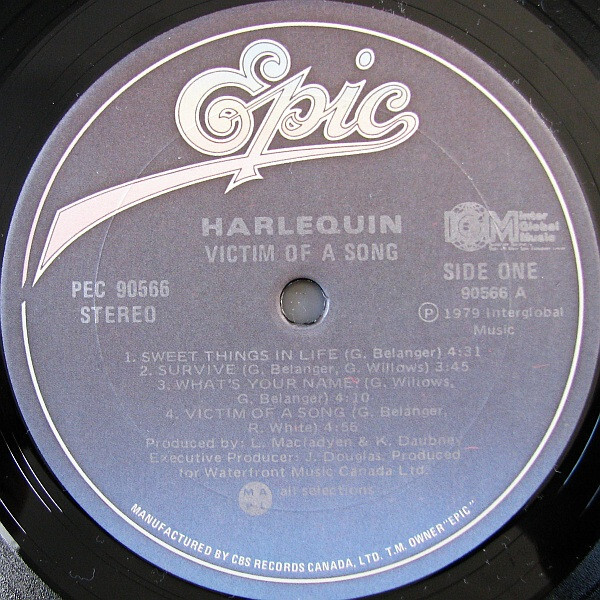 Epic
HARLEQUIN
VICTIM OF A SONG
IGM Inter
Global
Music
SIDE ONE
90566 A
PEC 90566
STEREO
℗ 1979 Interglobal
Music
1. SWEET THINGS IN LIFE (G. Belanger) 4:31
2. SURVIVE (G. Belanger, G. Willows) 3:45
3. WHAT'S YOUR NAME? (G. Willows,
G. Belanger) 4:10
4. VICTIM OF A SONG (G. Belanger,
R. White) 4:56
Produced by: L. Macfadyen & K. Daubney
Executive Producer: J. Douglas. Produced
for Waterfront Music Canada Ltd.
MAPL (all selections
MANUFACTURED BY CBS RECORDS CANADA, LTD. T.M. OWNER "EPIC"